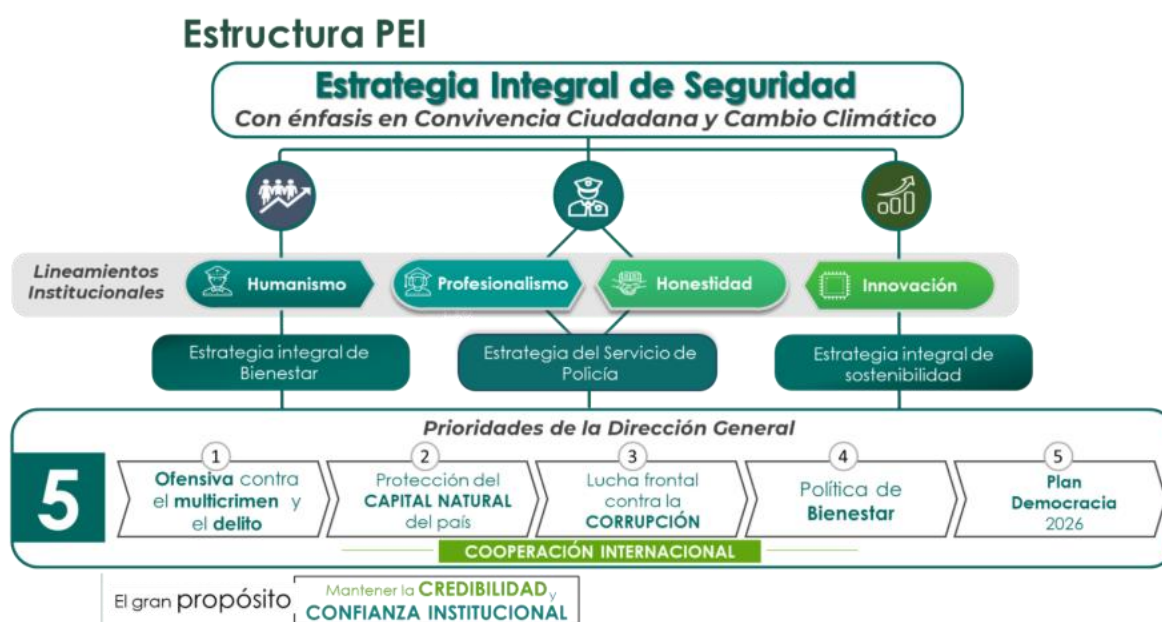 Estructura PEI
Estrategia Integral de Seguridad
Con énfasis en Convivencia Ciudadana y Cambio Climático
Lineamientos
Institucionales
Humanismo
Profesionalismo
Honestidad
Innovación
Estrategia integral de
Bienestar
Estrategia del Servicio de
Policía
Estrategia integral de
sostenibilidad
Prioridades de la Dirección General
5
1
Ofensiva contra
el multicrimen y
el delito
2
Protección del
CAPITAL NATURAL
del país
3
Lucha frontal
contra la
CORRUPCIÓN
4
Política de
Bienestar
5
Plan
Democracia
2026
COOPERACIÓN INTERNACIONAL
El gran propósito
Mantener la CREDIBILIDAD y
CONFIANZA INSTITUCIONAL